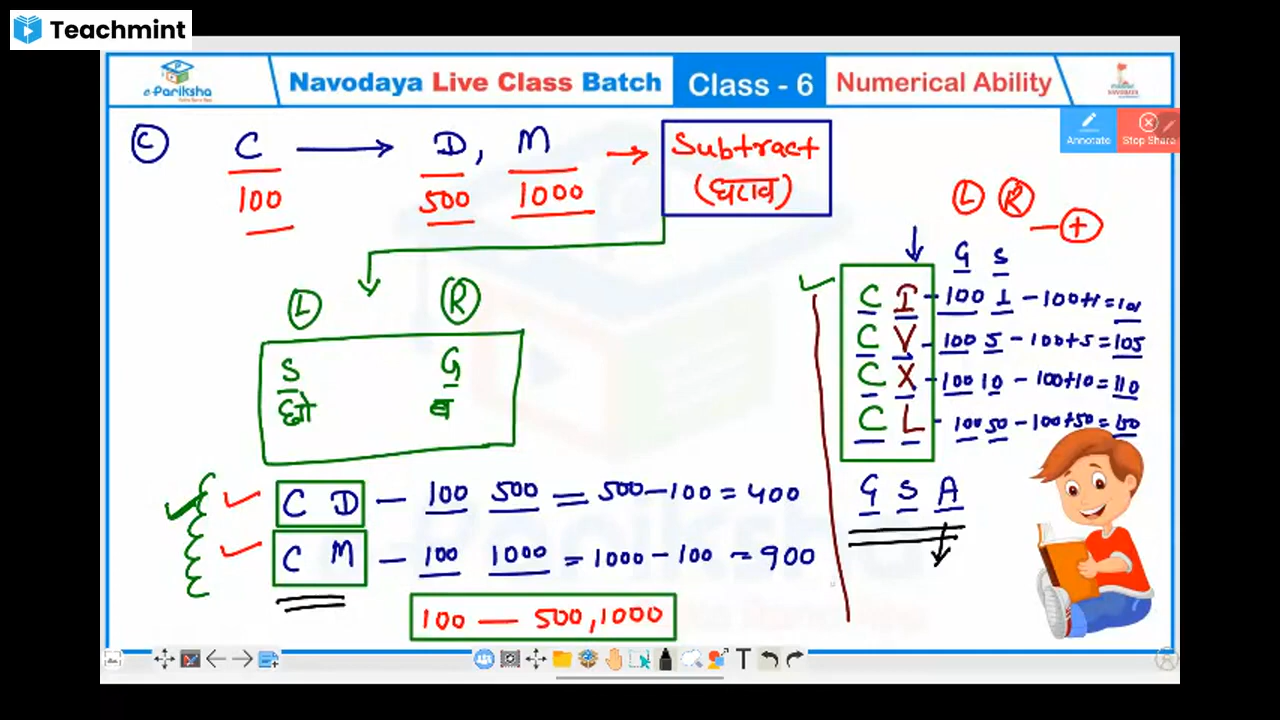 Teachmint
e-Pariksha
Navodaya Live Class Batch
Class - 6
Numerical Ability
Annotate
Stop Share
C C → D, M → Subtract
100 500 1000 (घटाव)
L R
S G
छो ब
C D - 100 500 = 500-100 = 400
C M - 100 1000 = 1000-100 = 900
100 — 500, 1000
L R
- +
G S
C I - 100 1 - 100+1 = 101
C V - 100 5 - 100+5 = 105
C X - 100 10 - 100+10 = 110
C L - 100 50 - 100+50 = 150
G S A
T